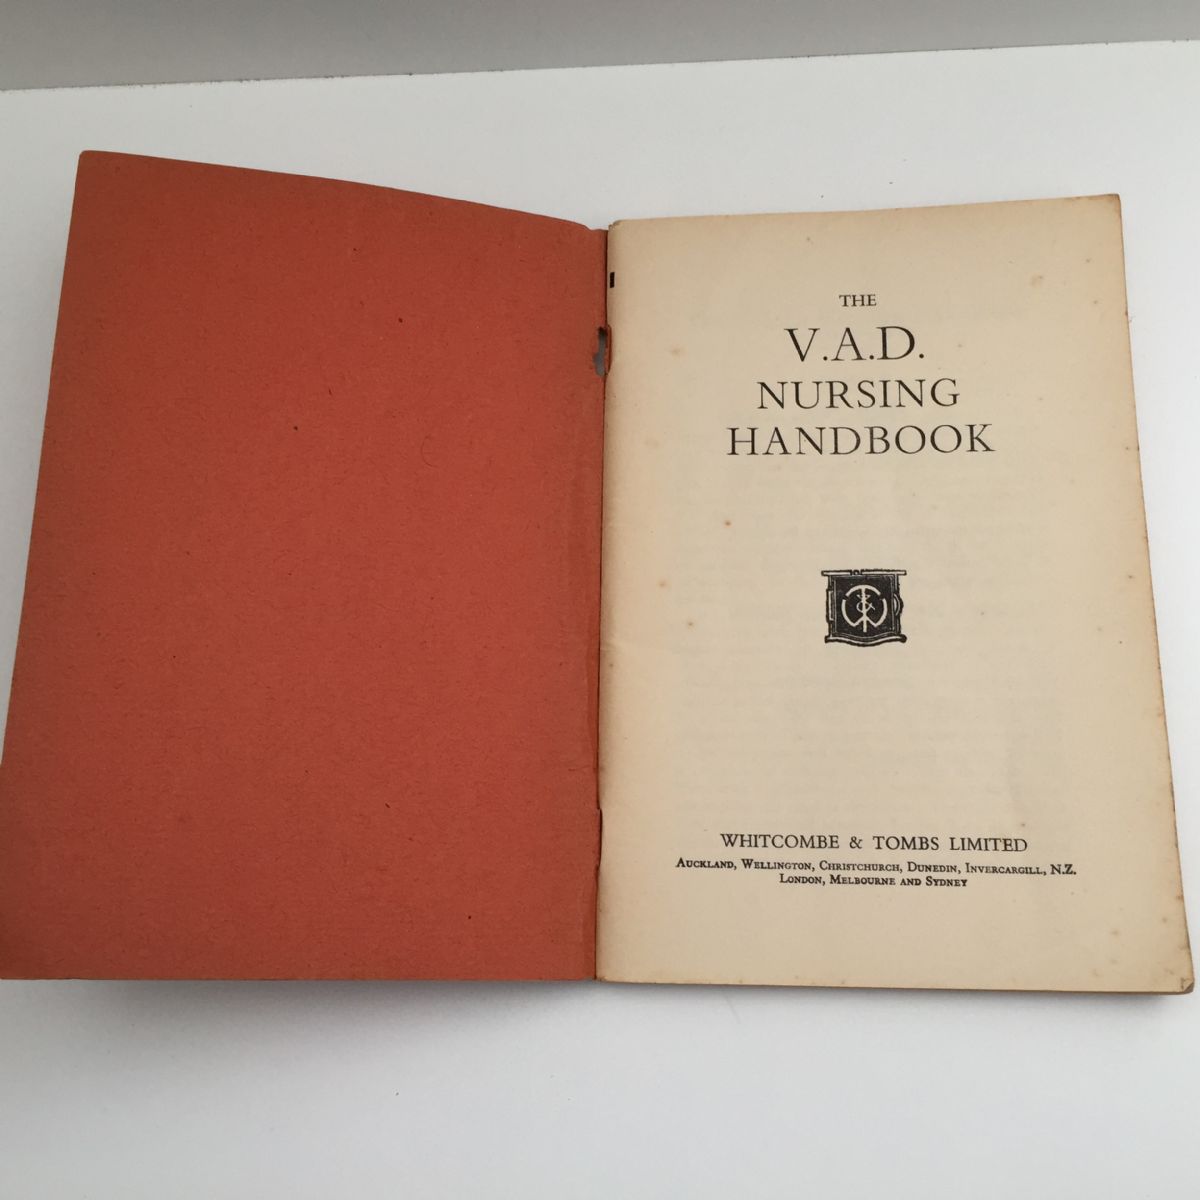 THE
V.A.D.
NURSING
HANDBOOK
W T & 
WHITCOMBE & TOMBS LIMITED
AUCKLAND, WELLINGTON, CHRISTCHURCH, DUNEDIN, INVERCARGILL, N.Z.
LONDON, MELBOURNE AND SYDNEY